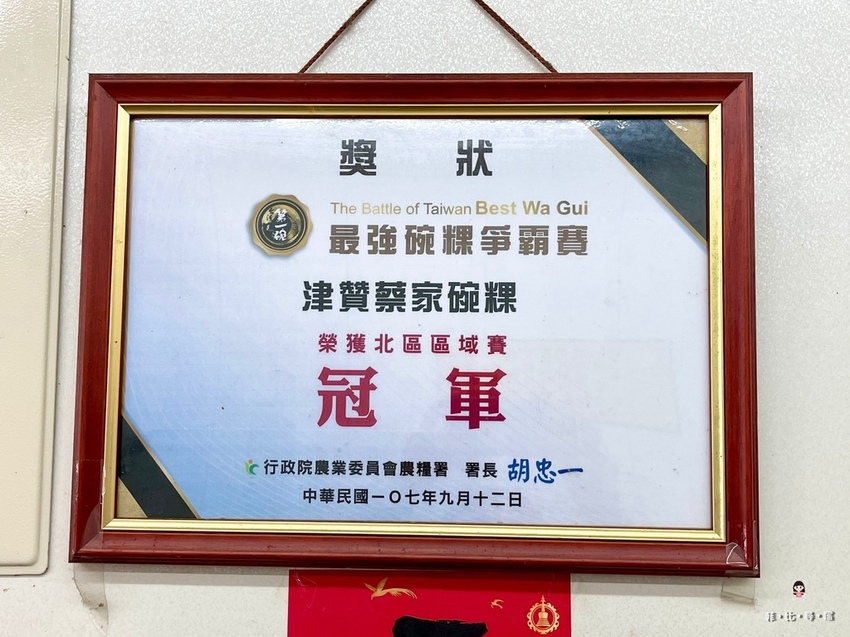 獎狀
第一碗
The Battle of Taiwan Best Wa Gui
最強碗粿爭霸賽
津贊蔡家碗粿
榮獲北區區域賽
冠軍
行政院農業委員會農糧署 署長 胡忠一
中華民國一○七年九月十二日